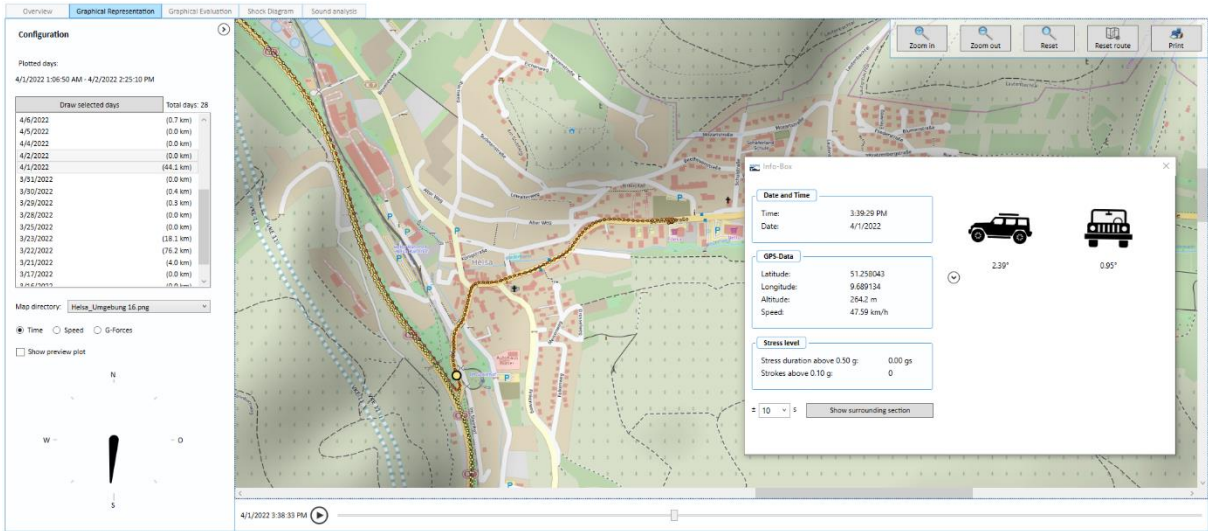 Overview Graphical Representation Graphical Evaluation Shock Diagram Sound analysis
Configuration
Plotted days:
4/1/2022 1:06:50 AM - 4/2/2022 2:25:10 PM
Draw selected days Total days: 28
4/6/2022 (0.7 km)
4/5/2022 (0.0 km)
4/4/2022 (0.0 km)
4/2/2022 (0.0 km)
4/1/2022 (44.1 km)
3/31/2022 (0.0 km)
3/30/2022 (0.4 km)
3/29/2022 (0.3 km)
3/28/2022 (0.0 km)
3/25/2022 (0.0 km)
3/23/2022 (18.1 km)
3/22/2022 (76.2 km)
3/21/2022 (4.0 km)
3/17/2022 (0.0 km)
3/16/2022 (0.0 km)
Map directory: Helsa_Umgebung 16.png
Time Speed G-Forces
Show preview plot
N
W O
S
Zoom in Zoom out Reset Reset route Print
Alter Weg
Helsa
P
P
P
P
Info-Box
Date and Time
Time: 3:39:29 PM
Date: 4/1/2022
GPS-Data
Latitude: 51.258043
Longitude: 9.689134
Altitude: 264.2 m
Speed: 47.59 km/h
Stress level
Stress duration above 0.50 g: 0.00 gs
Strokes above 0.10 g: 0
± 10 s Show surrounding section
2.39° 0.95°
4/1/2022 3:38:33 PM